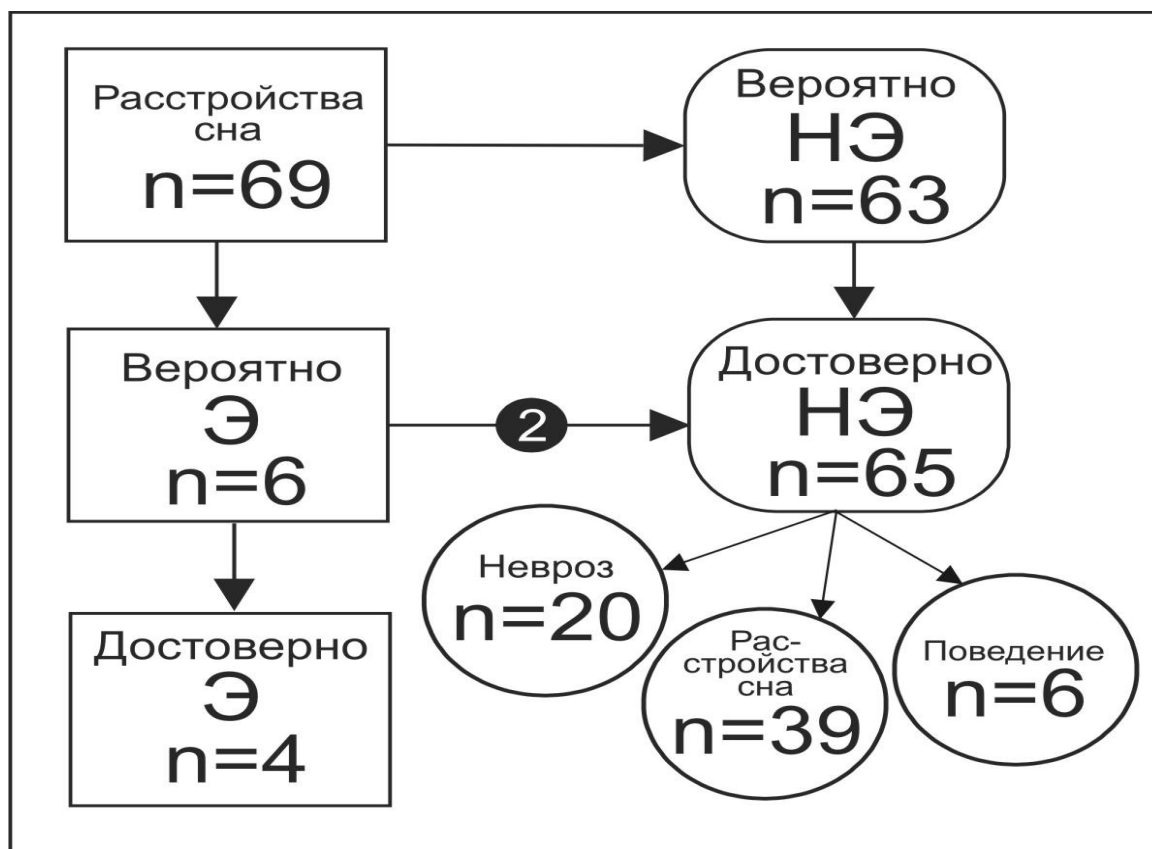 Расстройства
сна
n=69
Вероятно
НЭ
n=63
Вероятно
Э
n=6
2
Достоверно
НЭ
n=65
Достоверно
Э
n=4
Невроз
n=20
Рас-
стройства
сна
n=39
Поведение
n=6